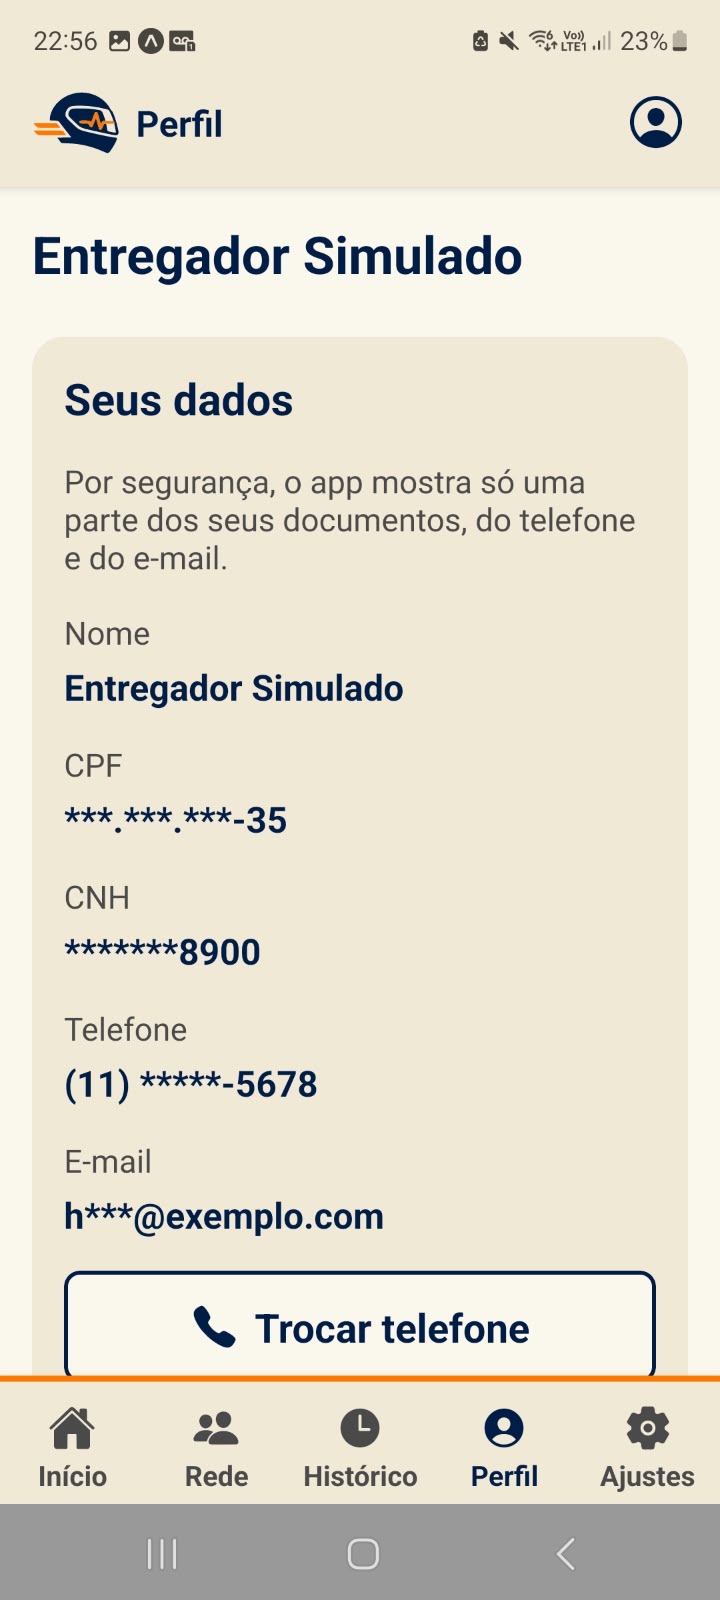 22:56
Vo))
LTE1
23%
Perfil
Entregador Simulado
Seus dados
Por segurança, o app mostra só uma
parte dos seus documentos, do telefone
e do e-mail.
Nome
Entregador Simulado
CPF
***.***.***-35
CNH
*******8900
Telefone
(11) *****-5678
E-mail
h***@exemplo.com
Trocar telefone
Início
Rede
Histórico
Perfil
Ajustes